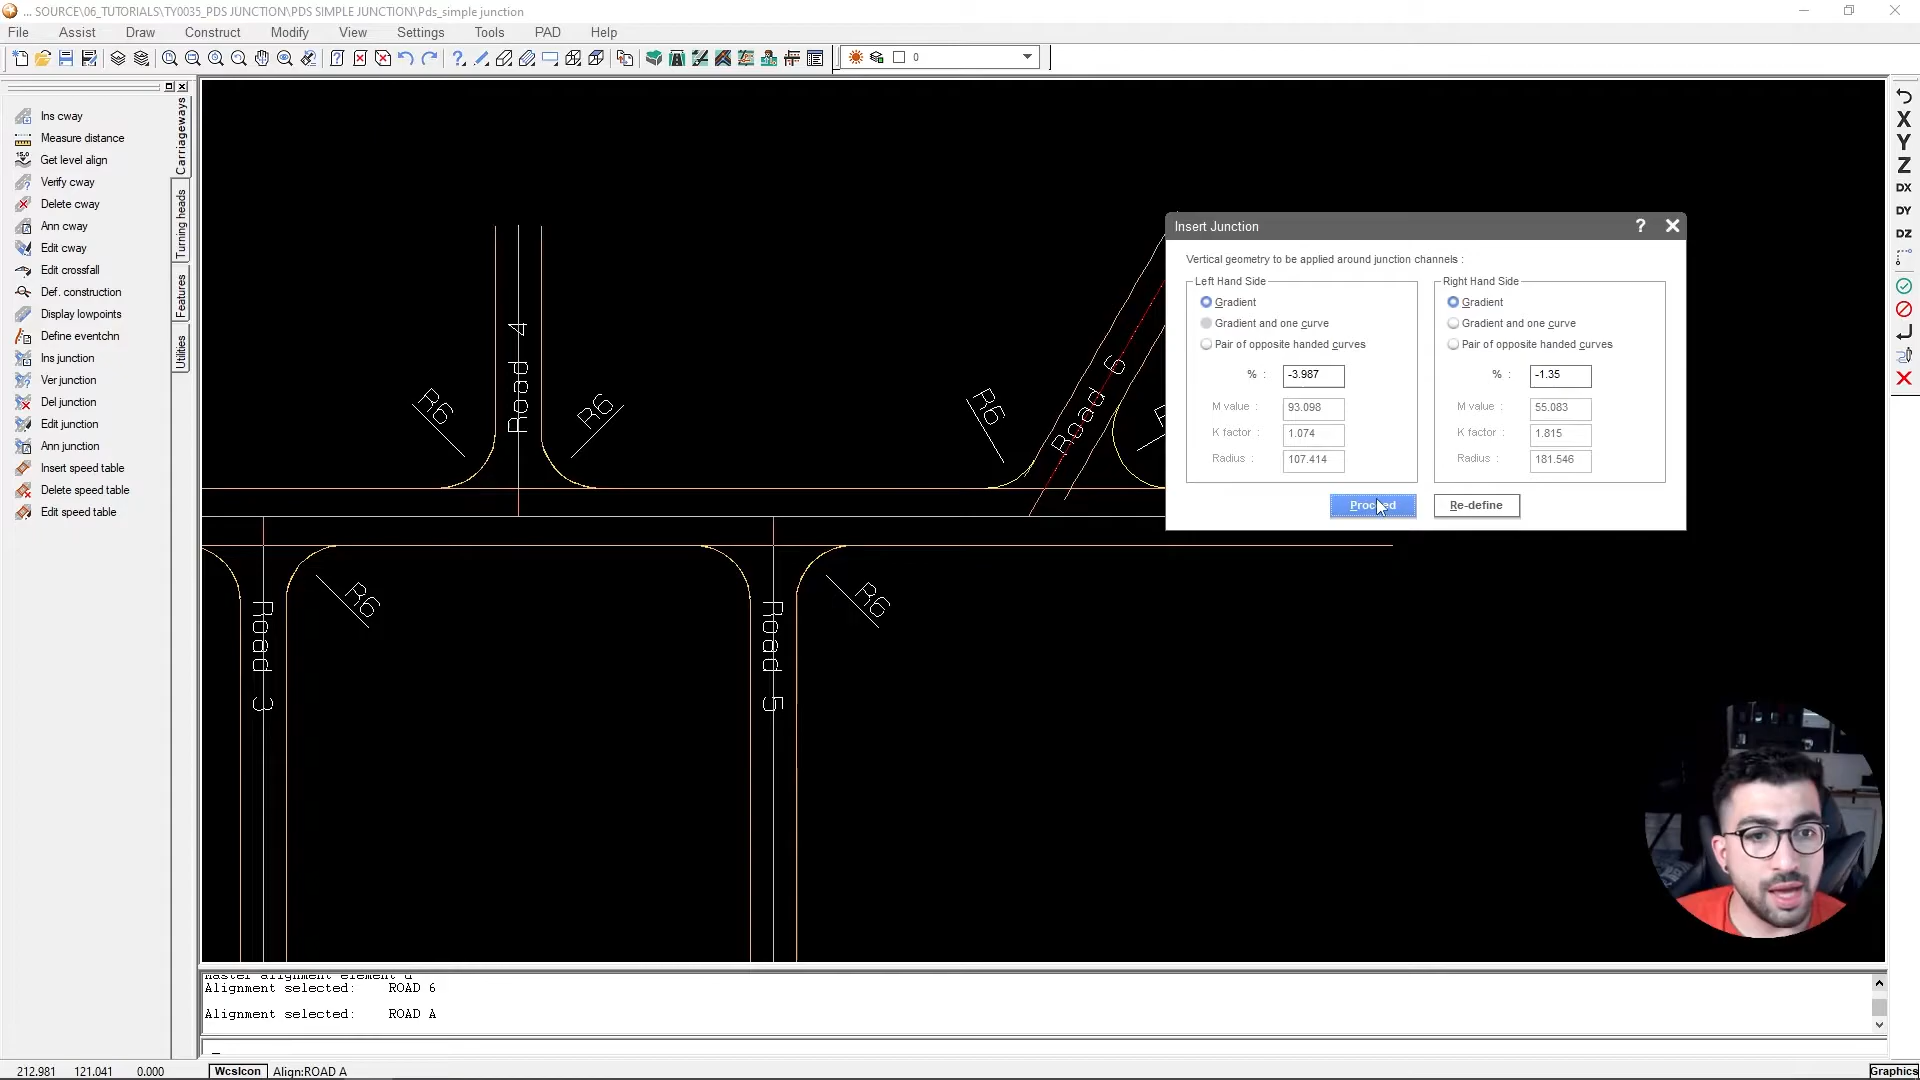 ... SOURCE\06_TUTORIALS\TY0035_PDS JUNCTION\PDS SIMPLE JUNCTION\Pds_simple junction
File Assist Draw Construct Modify View Settings Tools PAD Help
0
Ins cway
Measure distance
Get level align
Verify cway
Delete cway
Ann cway
Edit cway
Edit crossfall
Def. construction
Display lowpoints
Define eventchn
Ins junction
Ver junction
Del junction
Edit junction
Ann junction
Insert speed table
Delete speed table
Edit speed table
Carriageways
Turning heads
Features
Utilities
Road 4
R6
R6
R6
Road 6
Road 3
R6
Road 5
R6
Insert Junction
Vertical geometry to be applied around junction channels :
Left Hand Side
Gradient
Gradient and one curve
Pair of opposite handed curves
% : -3.987
M value : 93.098
K factor : 1.074
Radius : 107.414
Right Hand Side
Gradient
Gradient and one curve
Pair of opposite handed curves
% : -1.35
M value : 55.083
K factor : 1.815
Radius : 181.546
Proceed Re-define
X
Y
Z
DX
DY
DZ
Master alignment element d
Alignment selected: ROAD 6
Alignment selected: ROAD A
212.981 121.041 0.000 WcsIcon Align:ROAD A Graphics